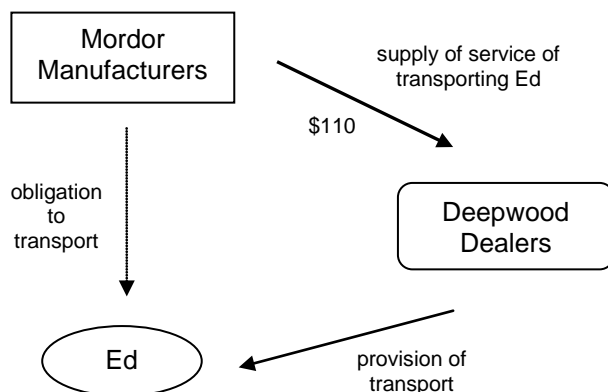 Mordor
Manufacturers
supply of service of
transporting Ed
$110
obligation
to
transport
Deepwood
Dealers
Ed
provision of
transport